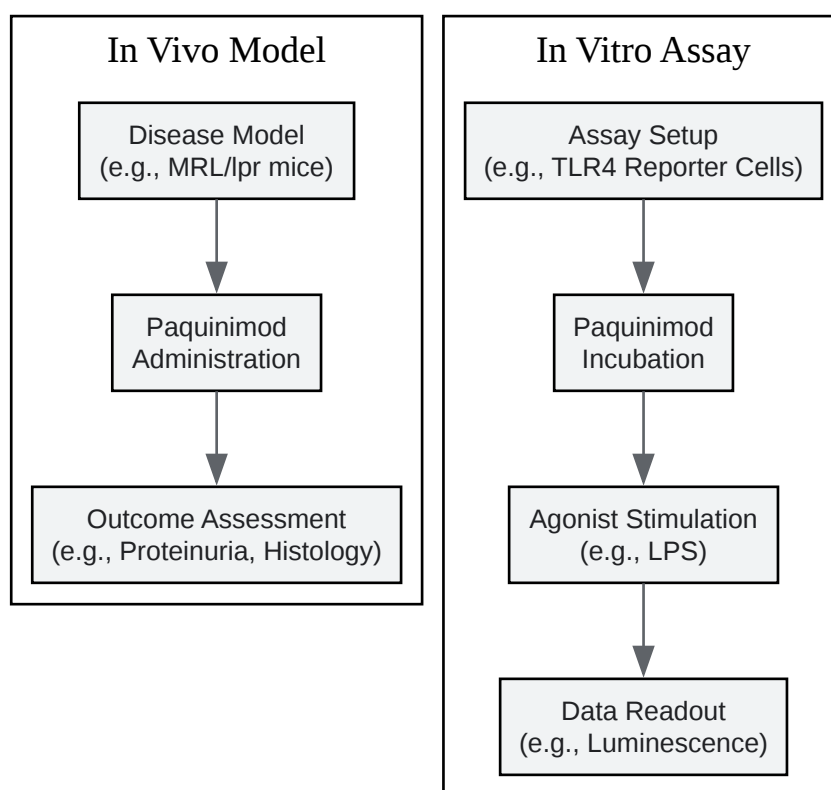 In Vivo Model
Disease Model
(e.g., MRL/lpr mice)
Paquinimod
Administration
Outcome Assessment
(e.g., Proteinuria, Histology)
In Vitro Assay
Assay Setup
(e.g., TLR4 Reporter Cells)
Paquinimod
Incubation
Agonist Stimulation
(e.g., LPS)
Data Readout
(e.g., Luminescence)